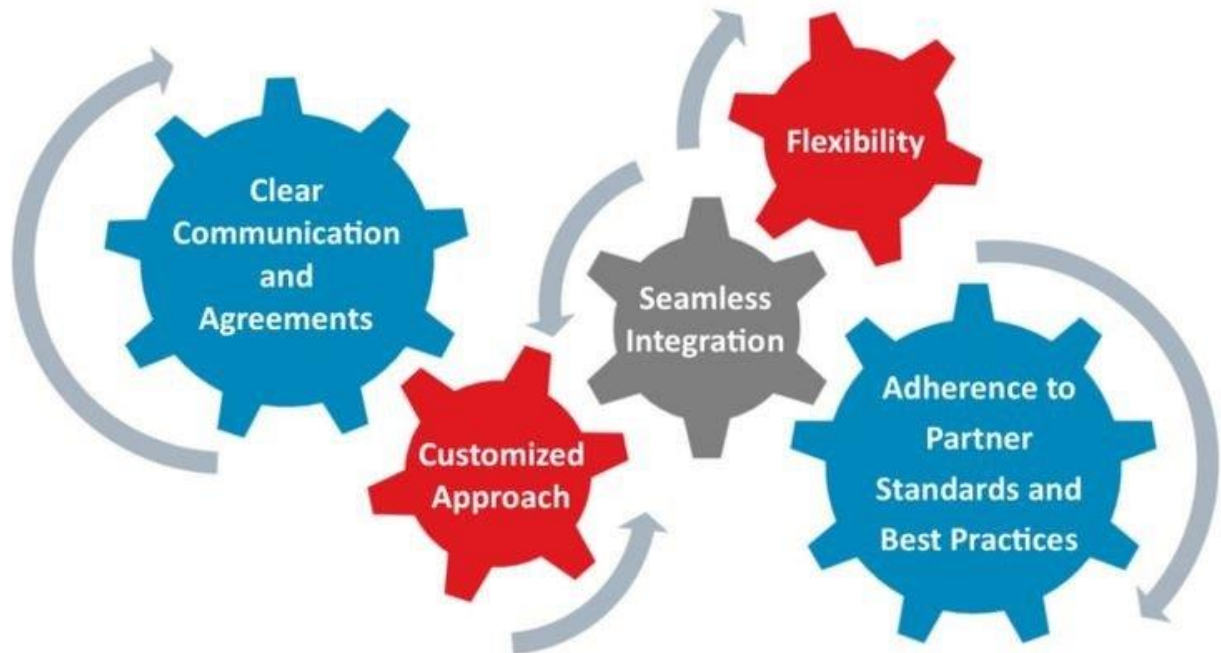 Clear
Communication
and
Agreements
Customized
Approach
Seamless
Integration
Flexibility
Adherence to
Partner
Standards and
Best Practices